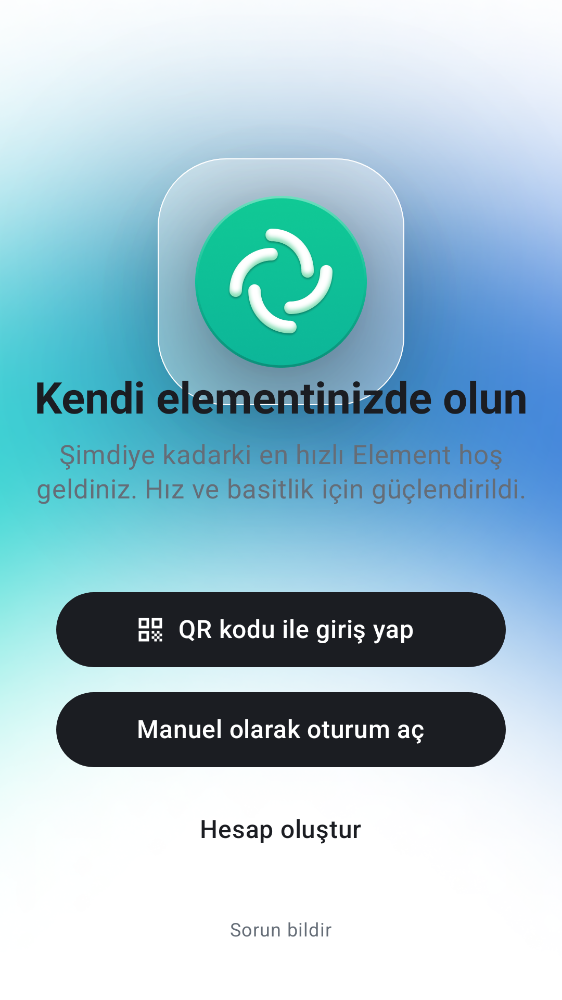 Kendi elementinizde olun
Şimdiye kadarki en hızlı Element hoş
geldiniz. Hız ve basitlik için güçlendirildi.
QR kodu ile giriş yap
Manuel olarak oturum aç
Hesap oluştur
Sorun bildir